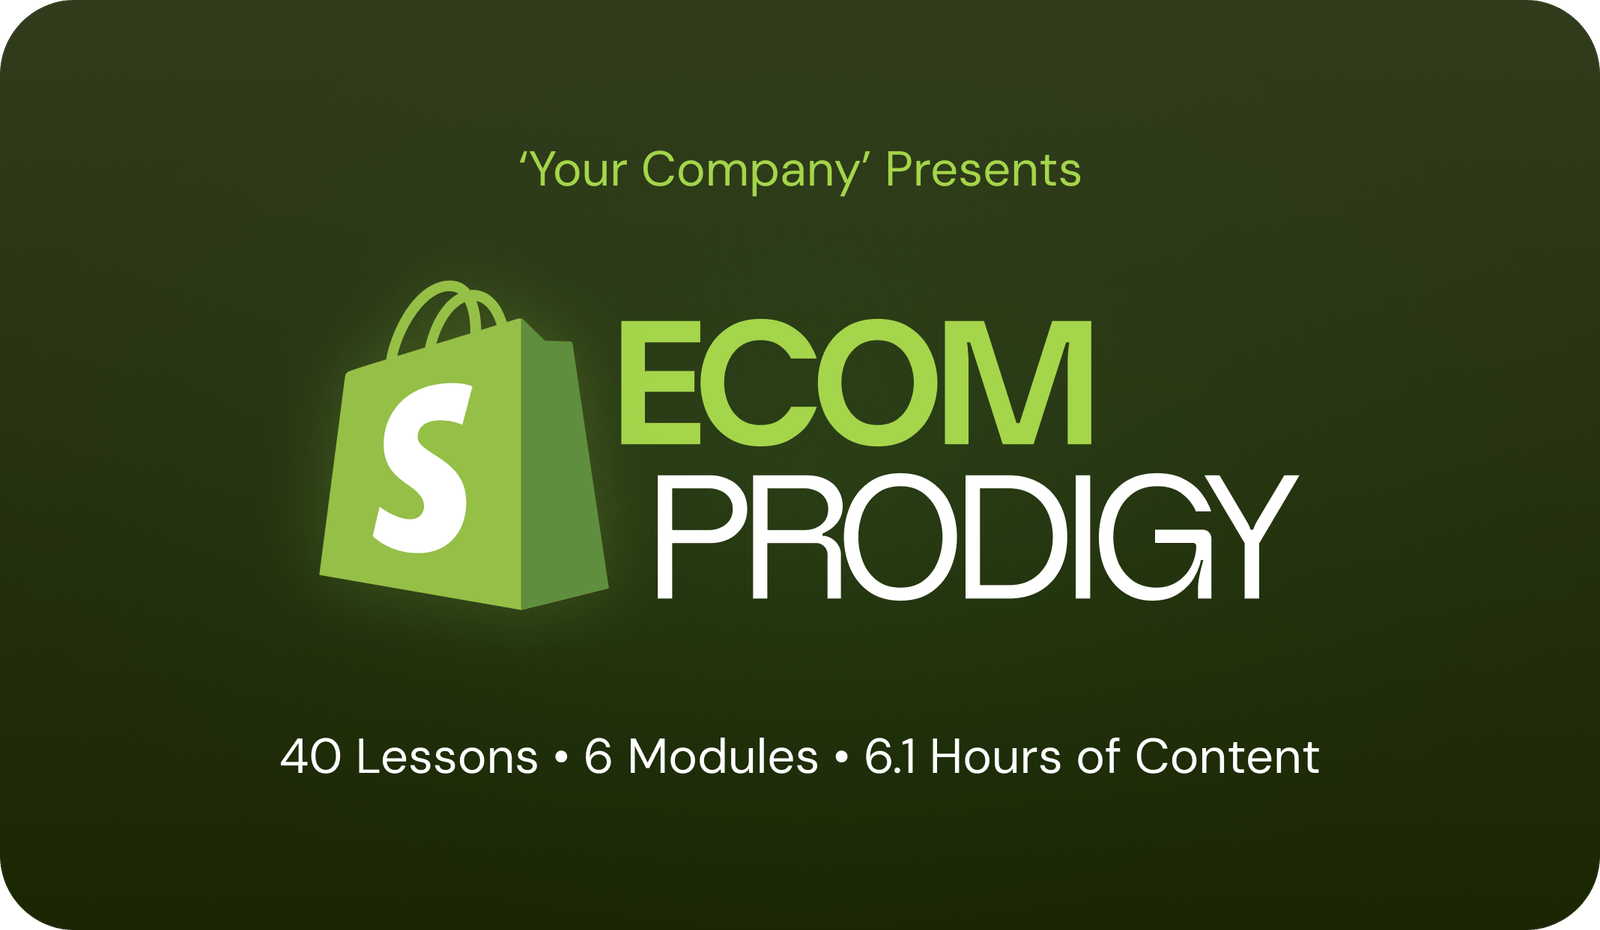 ‘Your Company’ Presents
S
ECOM
PRODIGY
40 Lessons • 6 Modules • 6.1 Hours of Content